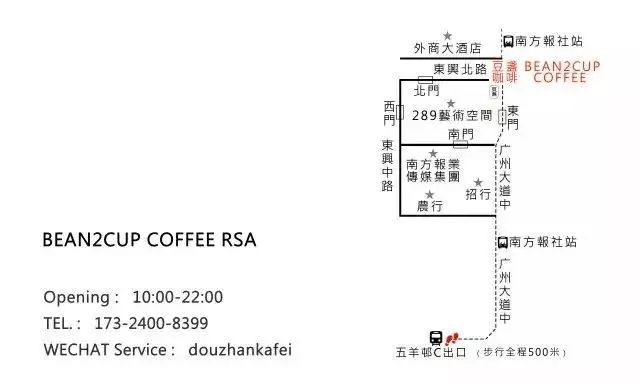 外商大酒店
南方報社站
東興北路
豆盞咖啡 BEAN2CUP COFFEE
北門
西門
289藝術空間
東門
南門
東興中路
南方報業傳媒集團
广州大道中
招行
農行
南方報社站
广州大道中
BEAN2CUP COFFEE RSA
Opening : 10:00-22:00
TEL. : 173-2400-8399
WECHAT Service : douzhankafei
五羊邨C出口 (步行全程500米)